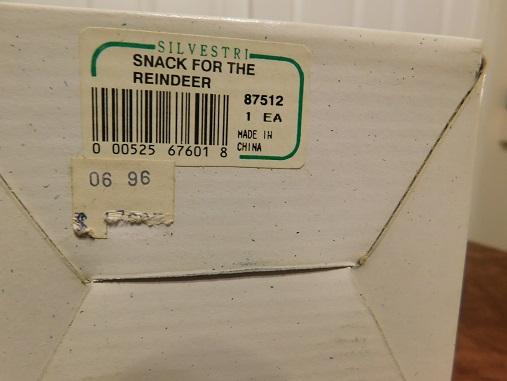 SILVESTRI
SNACK FOR THE
REINDEER
87512
1 EA
MADE IN
CHINA
0 00525 67601 8
06 96
$